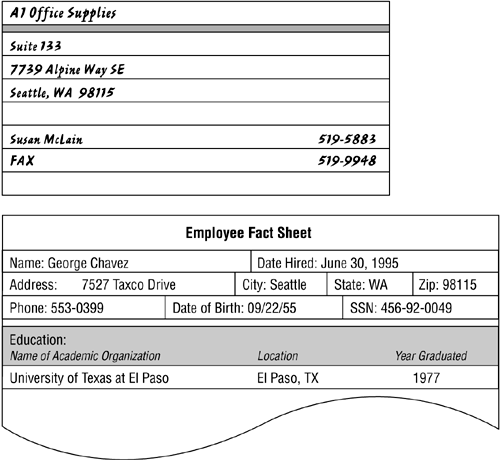 A1 Office Supplies
Suite 133
7739 Alpine Way SE
Seattle, WA 98115
Susan McLain 519-5883
FAX 519-9948
Employee Fact Sheet
Name: George Chavez Date Hired: June 30, 1995
Address: 7527 Taxco Drive City: Seattle State: WA Zip: 98115
Phone: 553-0399 Date of Birth: 09/22/55 SSN: 456-92-0049
Education:
Name of Academic Organization Location Year Graduated
University of Texas at El Paso El Paso, TX 1977